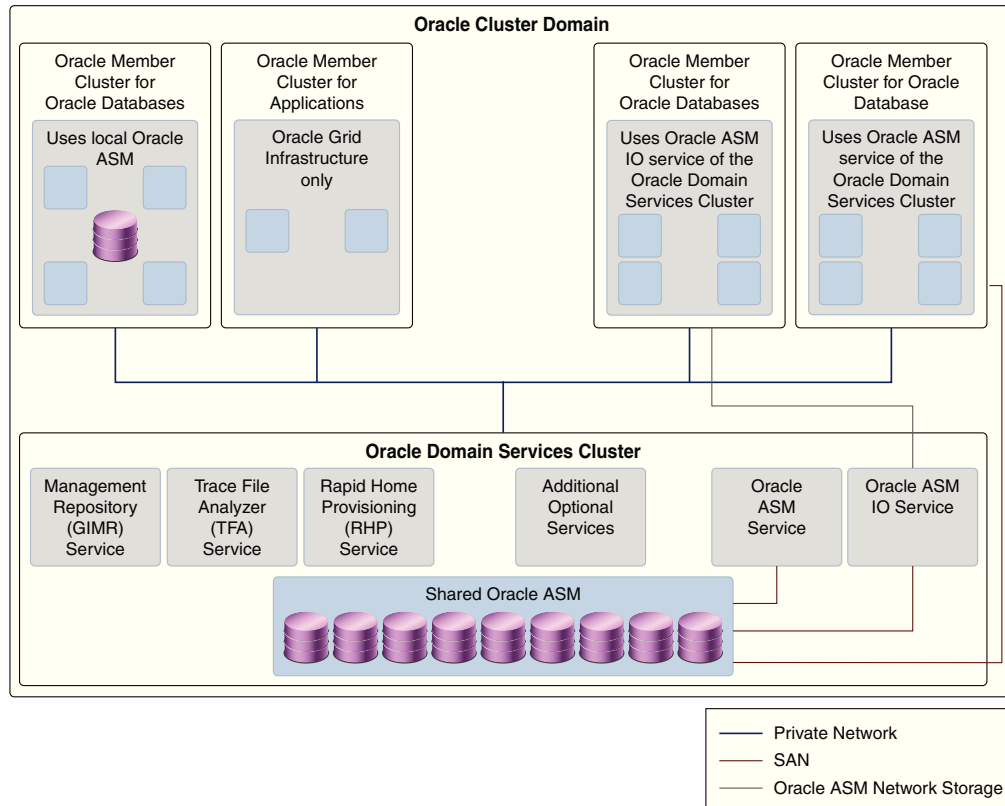 Oracle Cluster Domain
Oracle Member
Cluster for
Oracle Databases
Uses local Oracle
ASM
Oracle Member
Cluster for
Applications
Oracle Grid
Infrastructure
only
Oracle Member
Cluster for
Oracle Databases
Uses Oracle ASM
IO service of the
Oracle Domain
Services Cluster
Oracle Member
Cluster for Oracle
Database
Uses Oracle ASM
service of the
Oracle Domain
Services Cluster
Oracle Domain Services Cluster
Management
Repository
(GIMR)
Service
Trace File
Analyzer
(TFA)
Service
Rapid Home
Provisioning
(RHP)
Service
Additional
Optional
Services
Oracle
ASM
Service
Oracle ASM
IO Service
Shared Oracle ASM
Private Network
SAN
Oracle ASM Network Storage